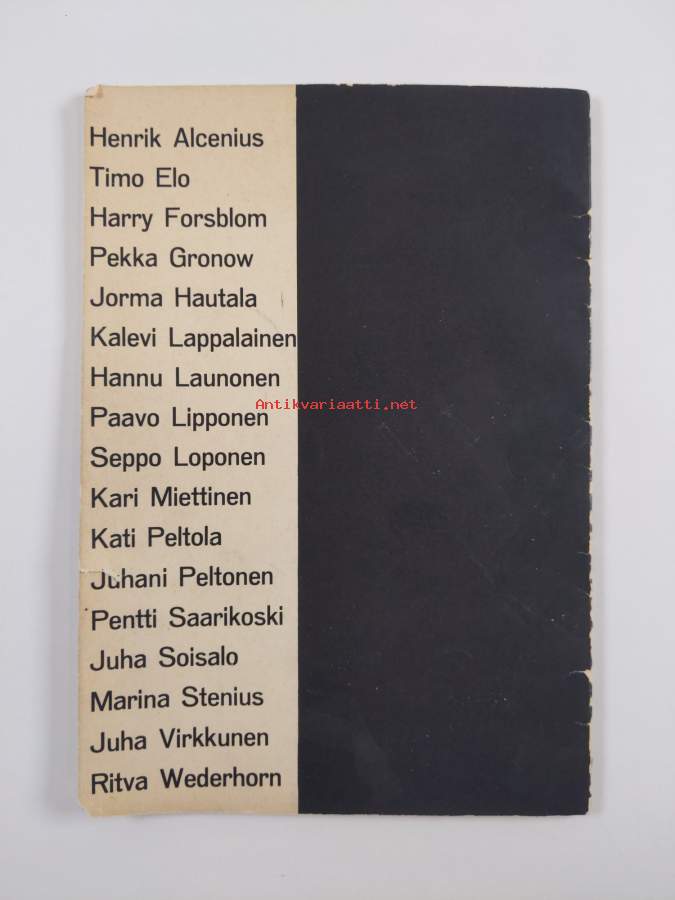 Henrik Alcenius
Timo Elo
Harry Forsblom
Pekka Gronow
Jorma Hautala
Kalevi Lappalainen
Hannu Launonen
Antikvariaatti.net
Paavo Lipponen
Seppo Loponen
Kari Miettinen
Kati Peltola
Juhani Peltonen
Pentti Saarikoski
Juha Soisalo
Marina Stenius
Juha Virkkunen
Ritva Wederhorn